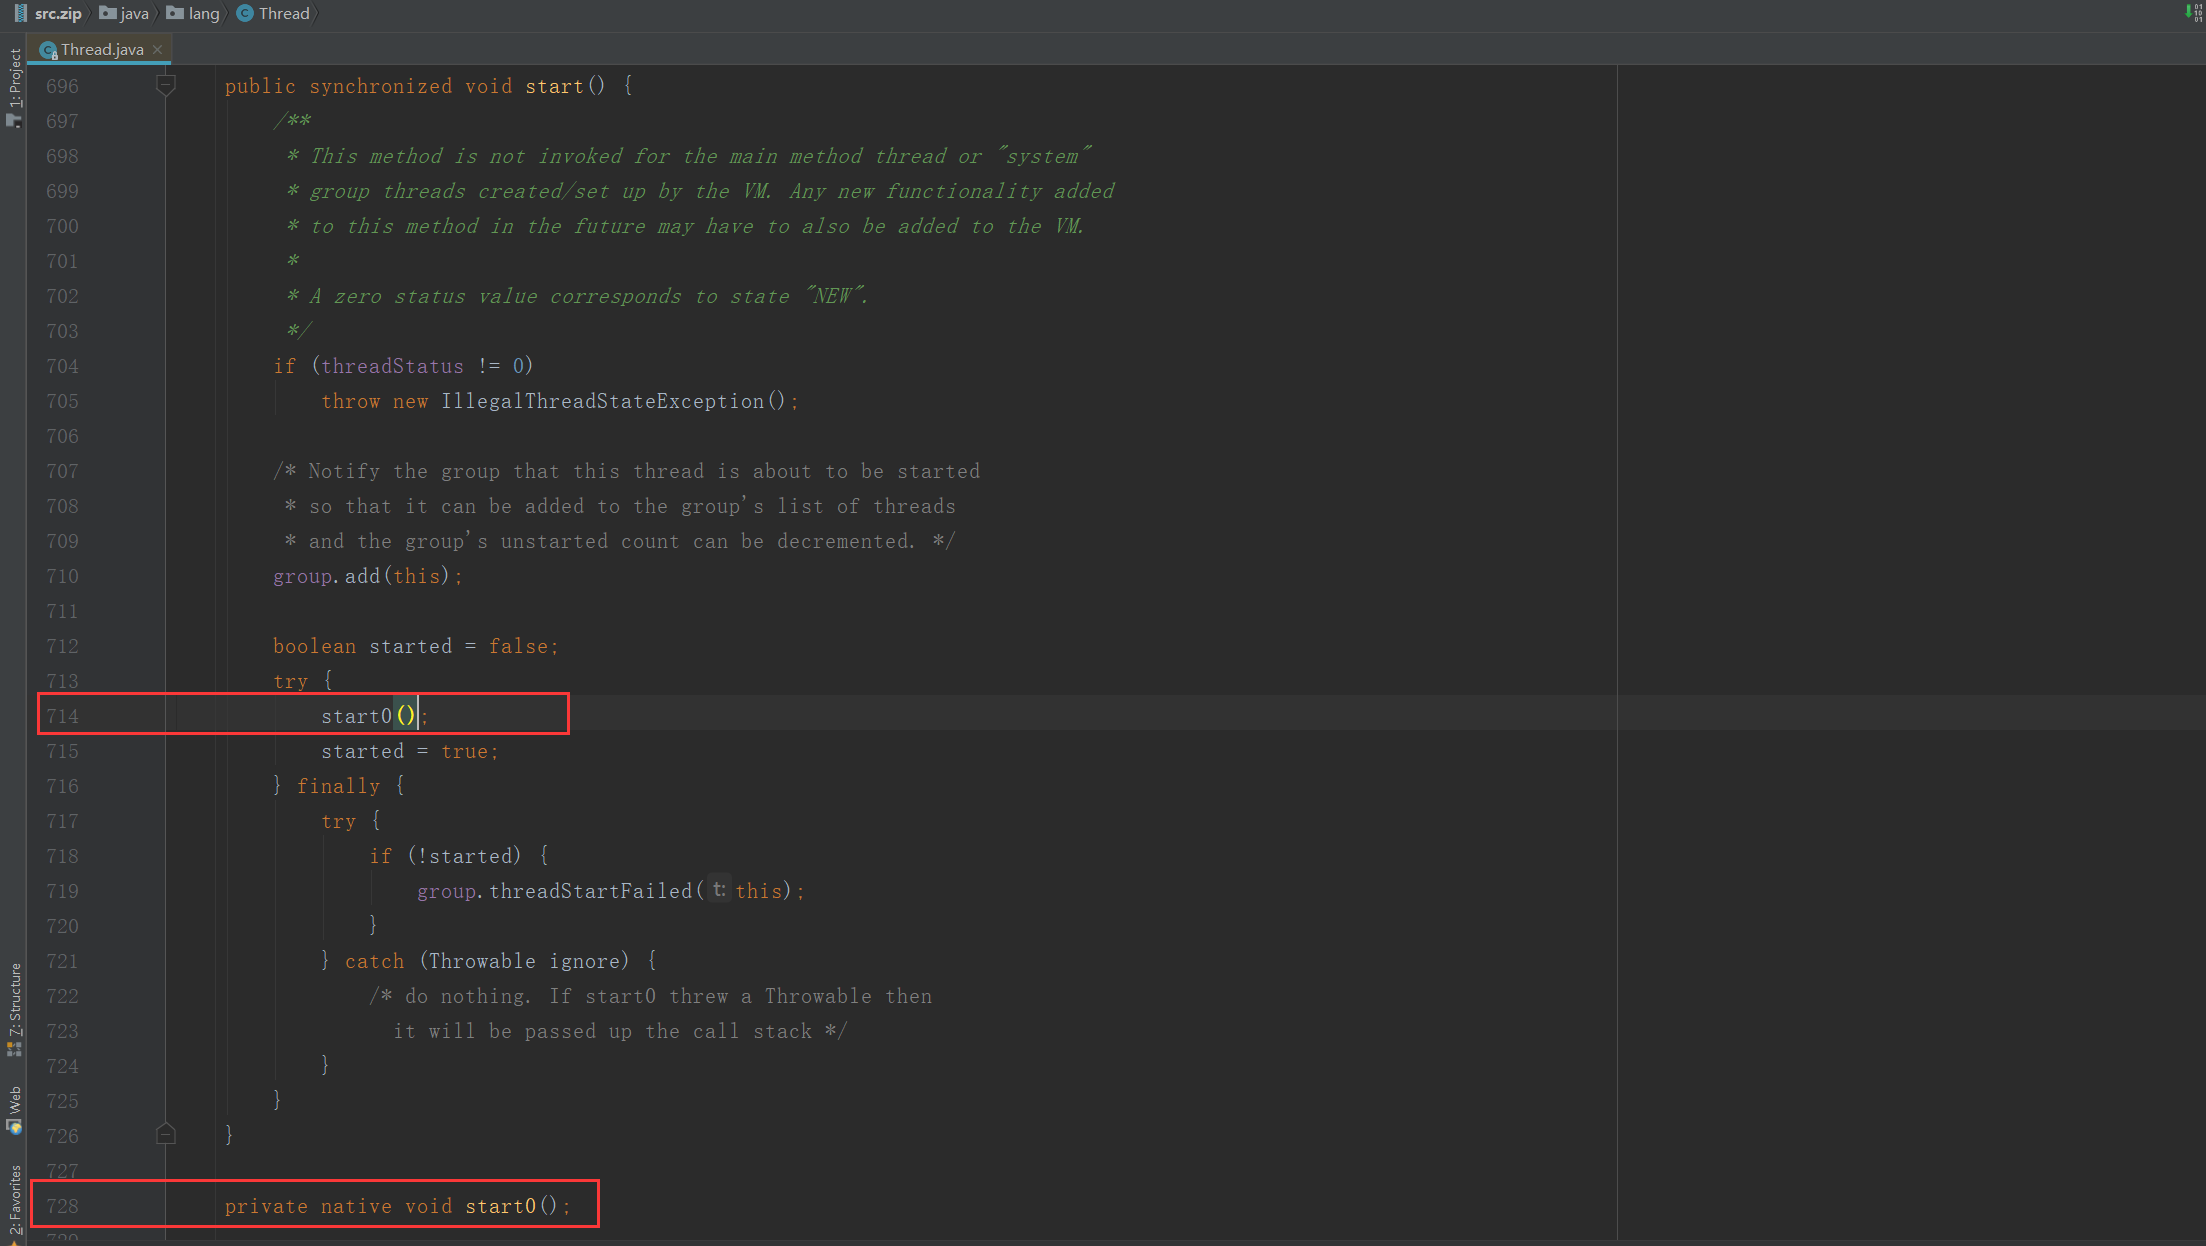 src.zip java lang Thread
Thread.java
1: Project
696 public synchronized void start() {
697 /**
698 * This method is not invoked for the main method thread or "system"
699 * group threads created/set up by the VM. Any new functionality added
700 * to this method in the future may have to also be added to the VM.
701 *
702 * A zero status value corresponds to state "NEW".
703 */
704 if (threadStatus != 0)
705 throw new IllegalThreadStateException();
706
707 /* Notify the group that this thread is about to be started
708 * so that it can be added to the group's list of threads
709 * and the group's unstarted count can be decremented. */
710 group.add(this);
711
712 boolean started = false;
713 try {
714 start0();
715 started = true;
716 } finally {
717 try {
718 if (!started) {
719 group.threadStartFailed( t: this);
720 }
721 } catch (Throwable ignore) {
722 /* do nothing. If start0 threw a Throwable then
723 it will be passed up the call stack */
724 }
725 }
726 }
727
728 private native void start0();
729
7: Structure
Web
2: Favorites